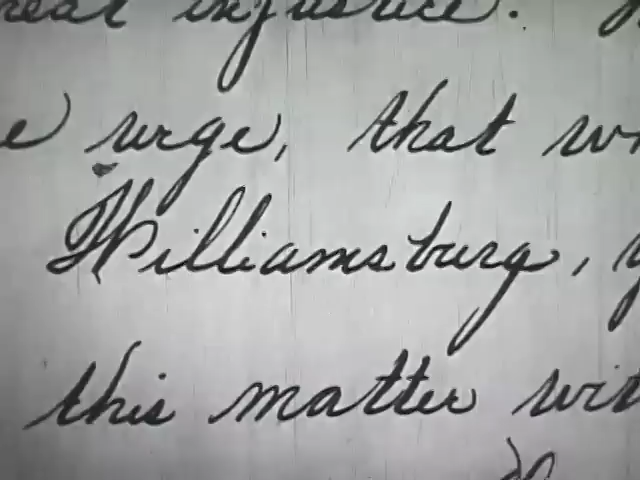 injustice.
urge, that
Williamsburg,
this matter